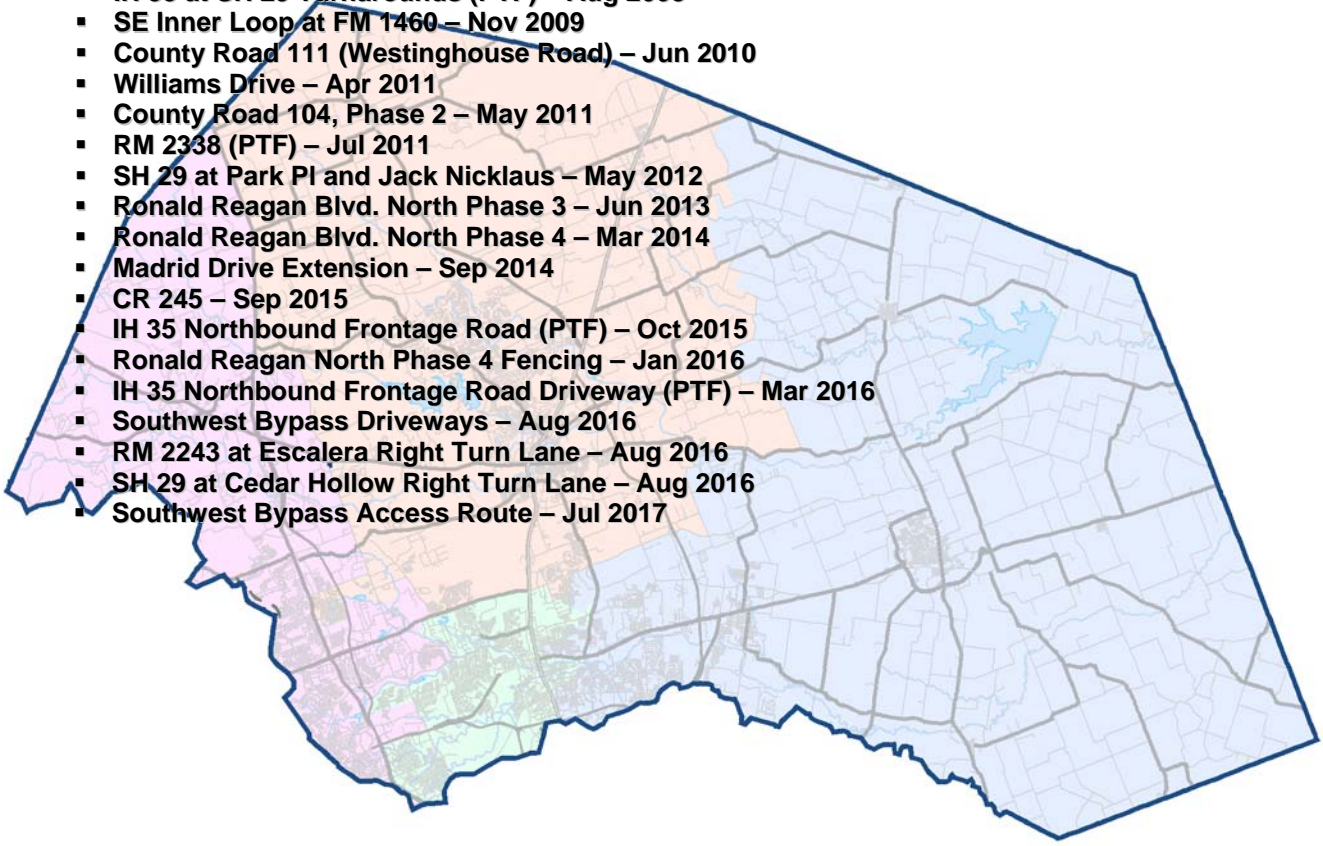 ▪ SE Inner Loop at FM 1460 – Nov 2009
▪ County Road 111 (Westinghouse Road) – Jun 2010
▪ Williams Drive – Apr 2011
▪ County Road 104, Phase 2 – May 2011
▪ RM 2338 (PTF) – Jul 2011
▪ SH 29 at Park Pl and Jack Nicklaus – May 2012
▪ Ronald Reagan Blvd. North Phase 3 – Jun 2013
▪ Ronald Reagan Blvd. North Phase 4 – Mar 2014
▪ Madrid Drive Extension – Sep 2014
▪ CR 245 – Sep 2015
▪ IH 35 Northbound Frontage Road (PTF) – Oct 2015
▪ Ronald Reagan North Phase 4 Fencing – Jan 2016
▪ IH 35 Northbound Frontage Road Driveway (PTF) – Mar 2016
▪ Southwest Bypass Driveways – Aug 2016
▪ RM 2243 at Escalera Right Turn Lane – Aug 2016
▪ SH 29 at Cedar Hollow Right Turn Lane – Aug 2016
▪ Southwest Bypass Access Route – Jul 2017